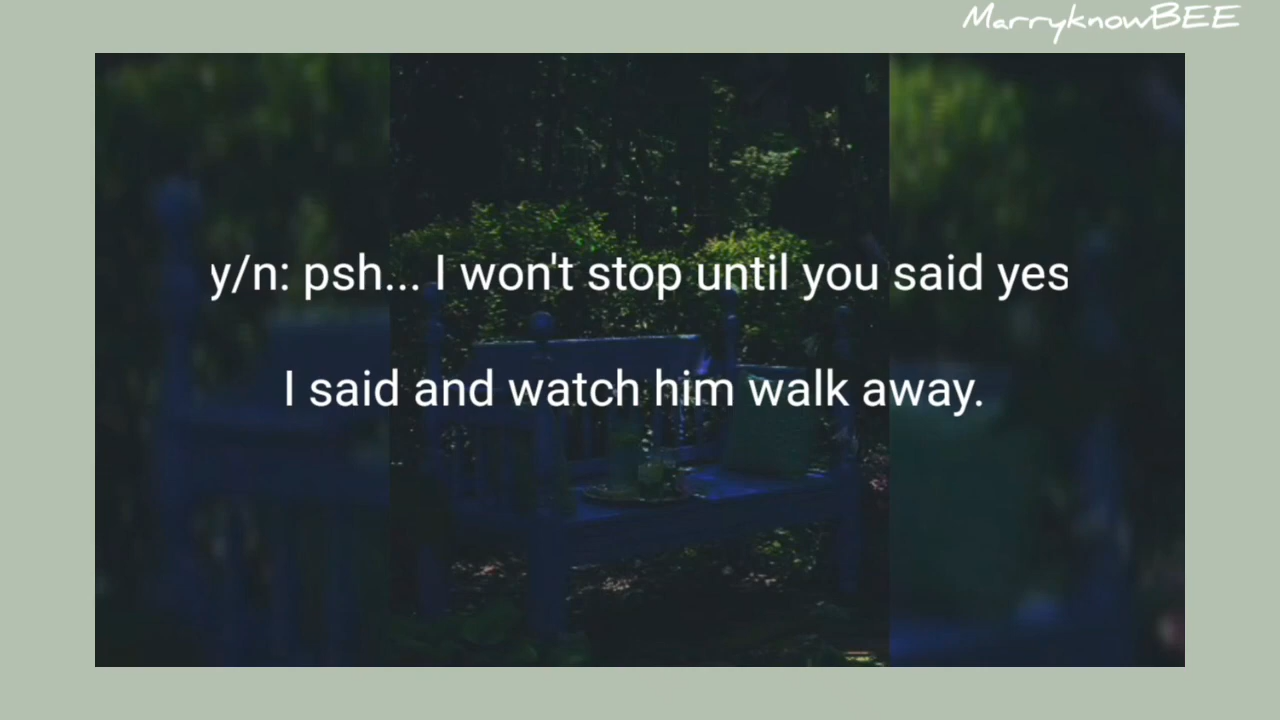 MarryknowBEE
y/n: psh... I won't stop until you said yes
I said and watch him walk away.